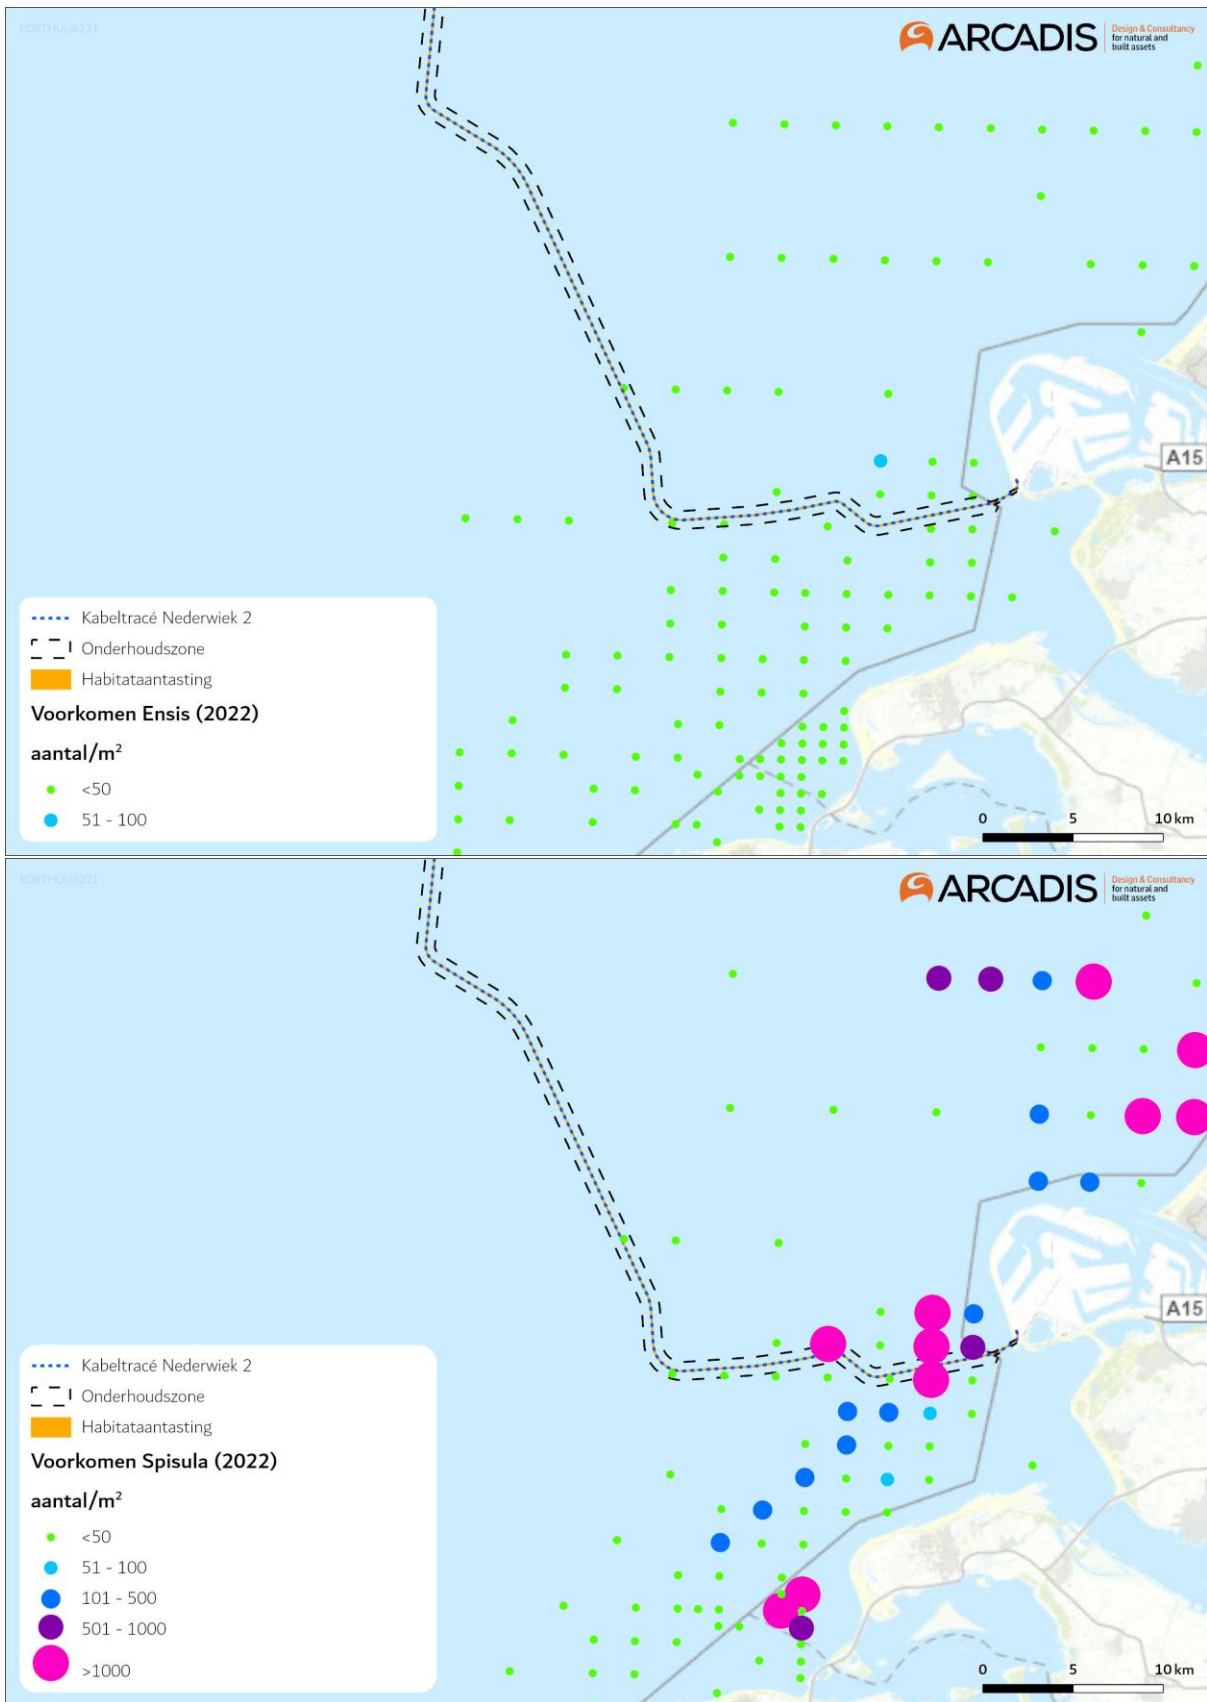 KORTHUU6221
ARCADIS
Design & Consultancy
for natural and
built assets
A15
Kabeltracé Nederwiek 2
Onderhoudszone
Habitataantasting
Voorkomen Ensis (2022)
aantal/m²
<50
51 - 100
0 5 10 km
KORTHUU6221
ARCADIS
Design & Consultancy
for natural and
built assets
A15
Kabeltracé Nederwiek 2
Onderhoudszone
Habitataantasting
Voorkomen Spisula (2022)
aantal/m²
<50
51 - 100
101 - 500
501 - 1000
>1000
0 5 10 km